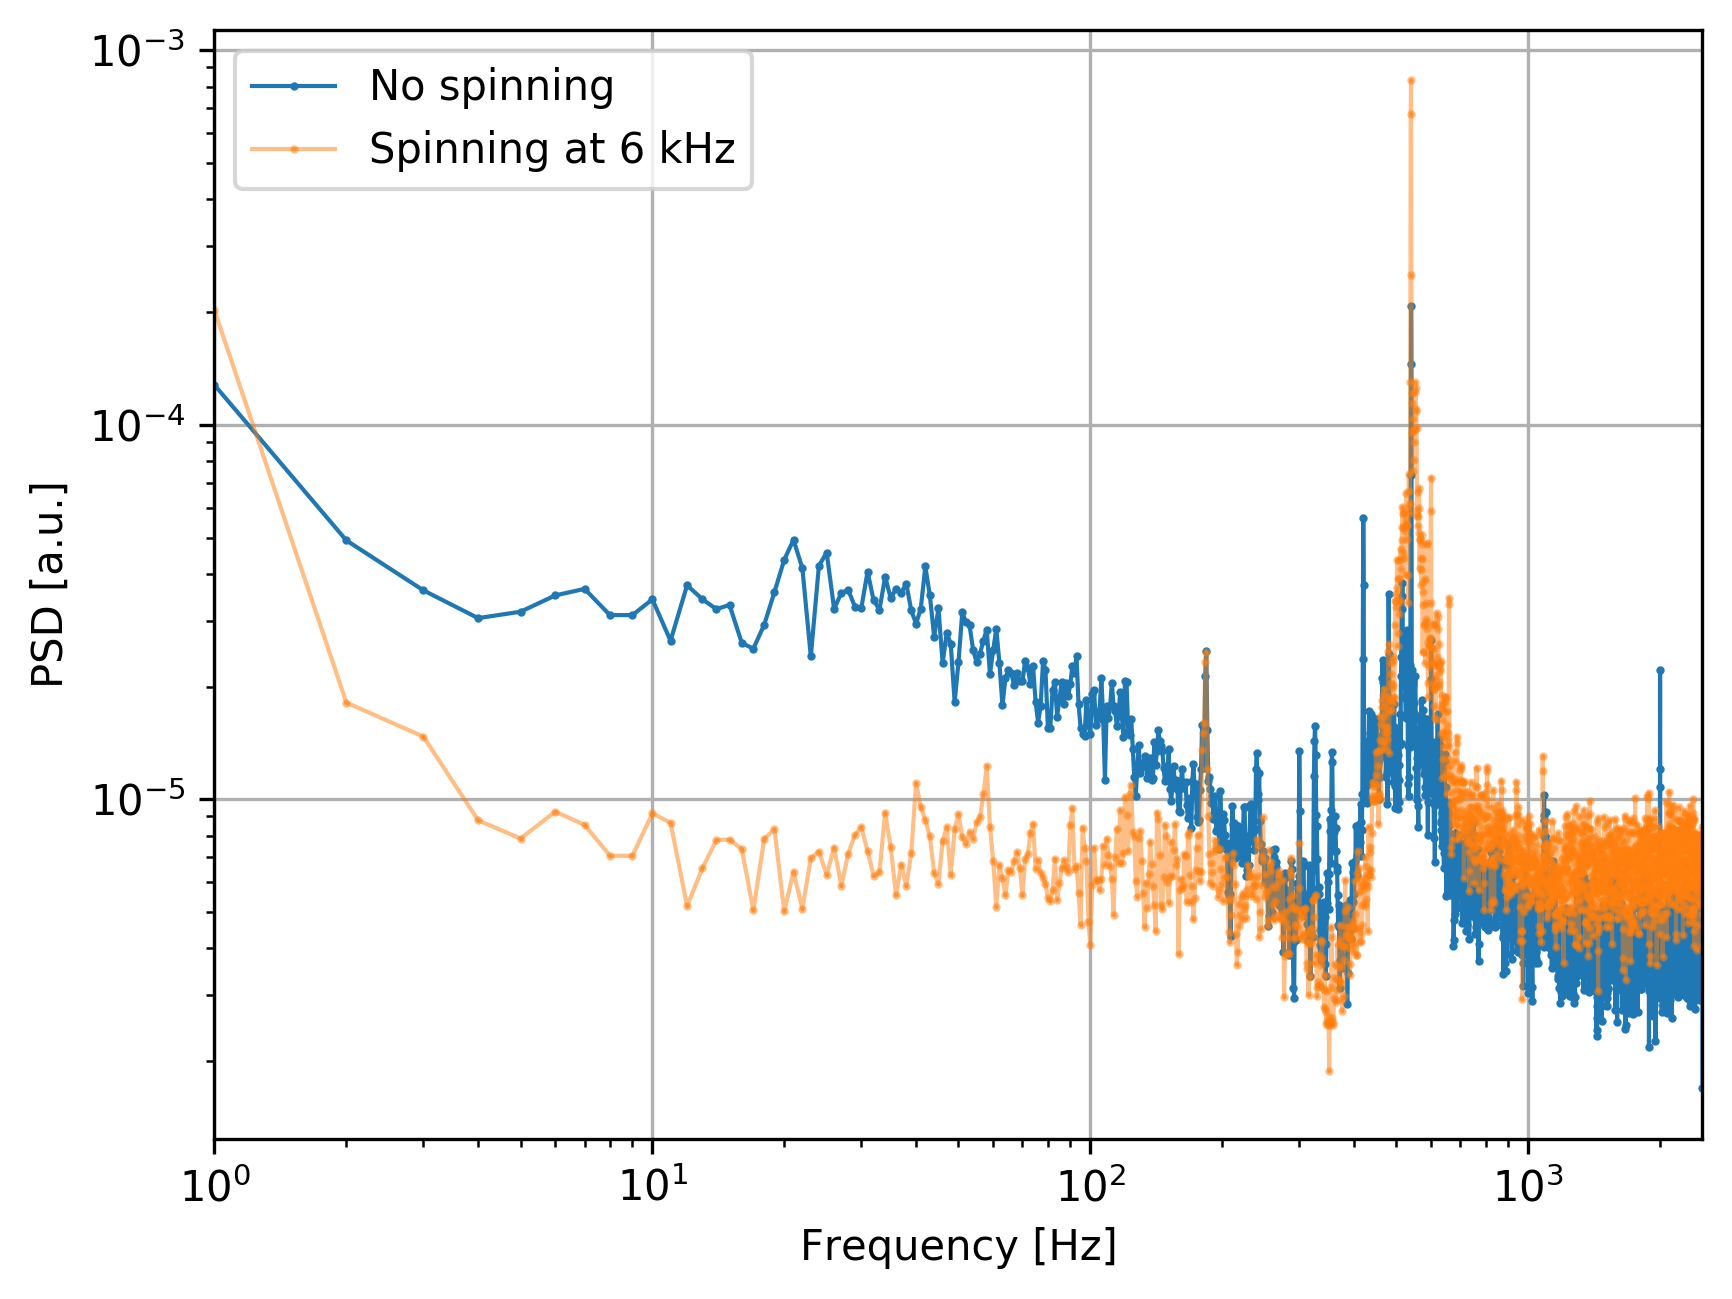 10⁻³
No spinning
Spinning at 6 kHz
10⁻⁴
10⁻⁵
PSD [a.u.]
10⁰ 10¹ 10² 10³
Frequency [Hz]